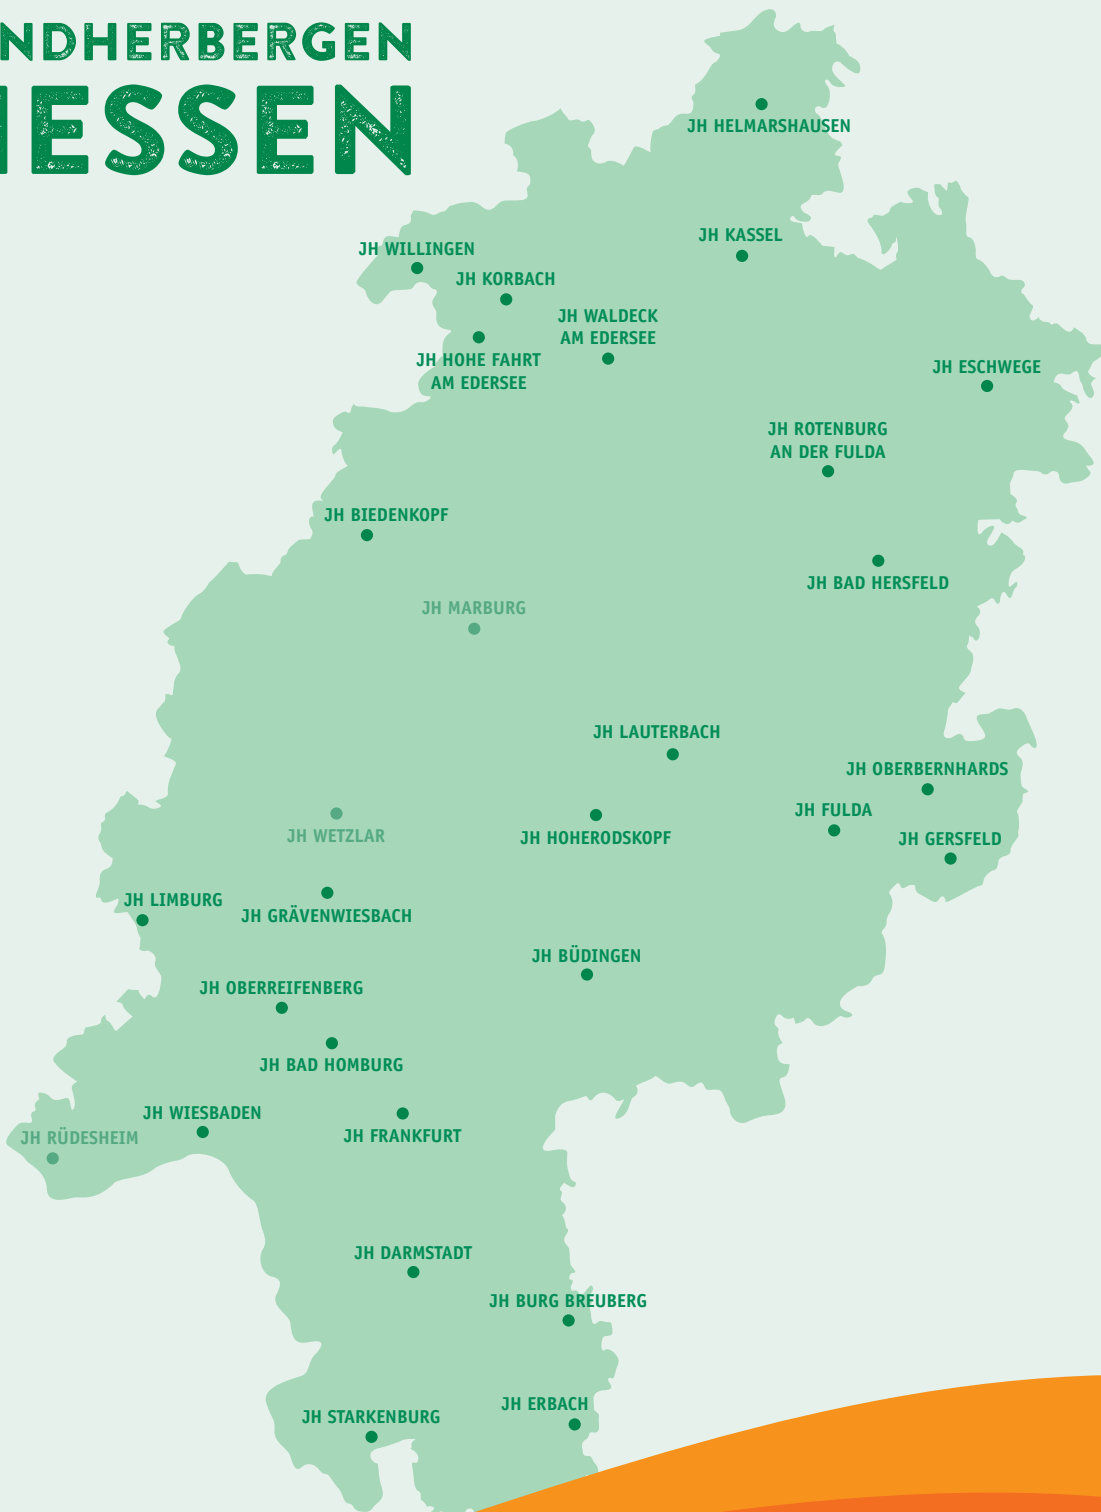 NDHERBERGEN
HESSEN
JH HELMARSHAUSEN
JH KASSEL
JH WILLINGEN
JH KORBACH
JH WALDECK
AM EDERSEE
JH HOHE FAHRT
AM EDERSEE
JH ESCHWEGE
JH ROTENBURG
AN DER FULDA
JH BIEDENKOPF
JH BAD HERSFELD
JH MARBURG
JH LAUTERBACH
JH OBERBERNHARDS
JH FULDA
JH WETZLAR
JH HOHERODSKOPF
JH GERSFELD
JH LIMBURG
JH GRÄVENWIESBACH
JH BÜDINGEN
JH OBERREIFENBERG
JH BAD HOMBURG
JH WIESBADEN
JH RÜDESHEIM
JH FRANKFURT
JH DARMSTADT
JH BURG BREUBERG
JH ERBACH
JH STARKENBURG